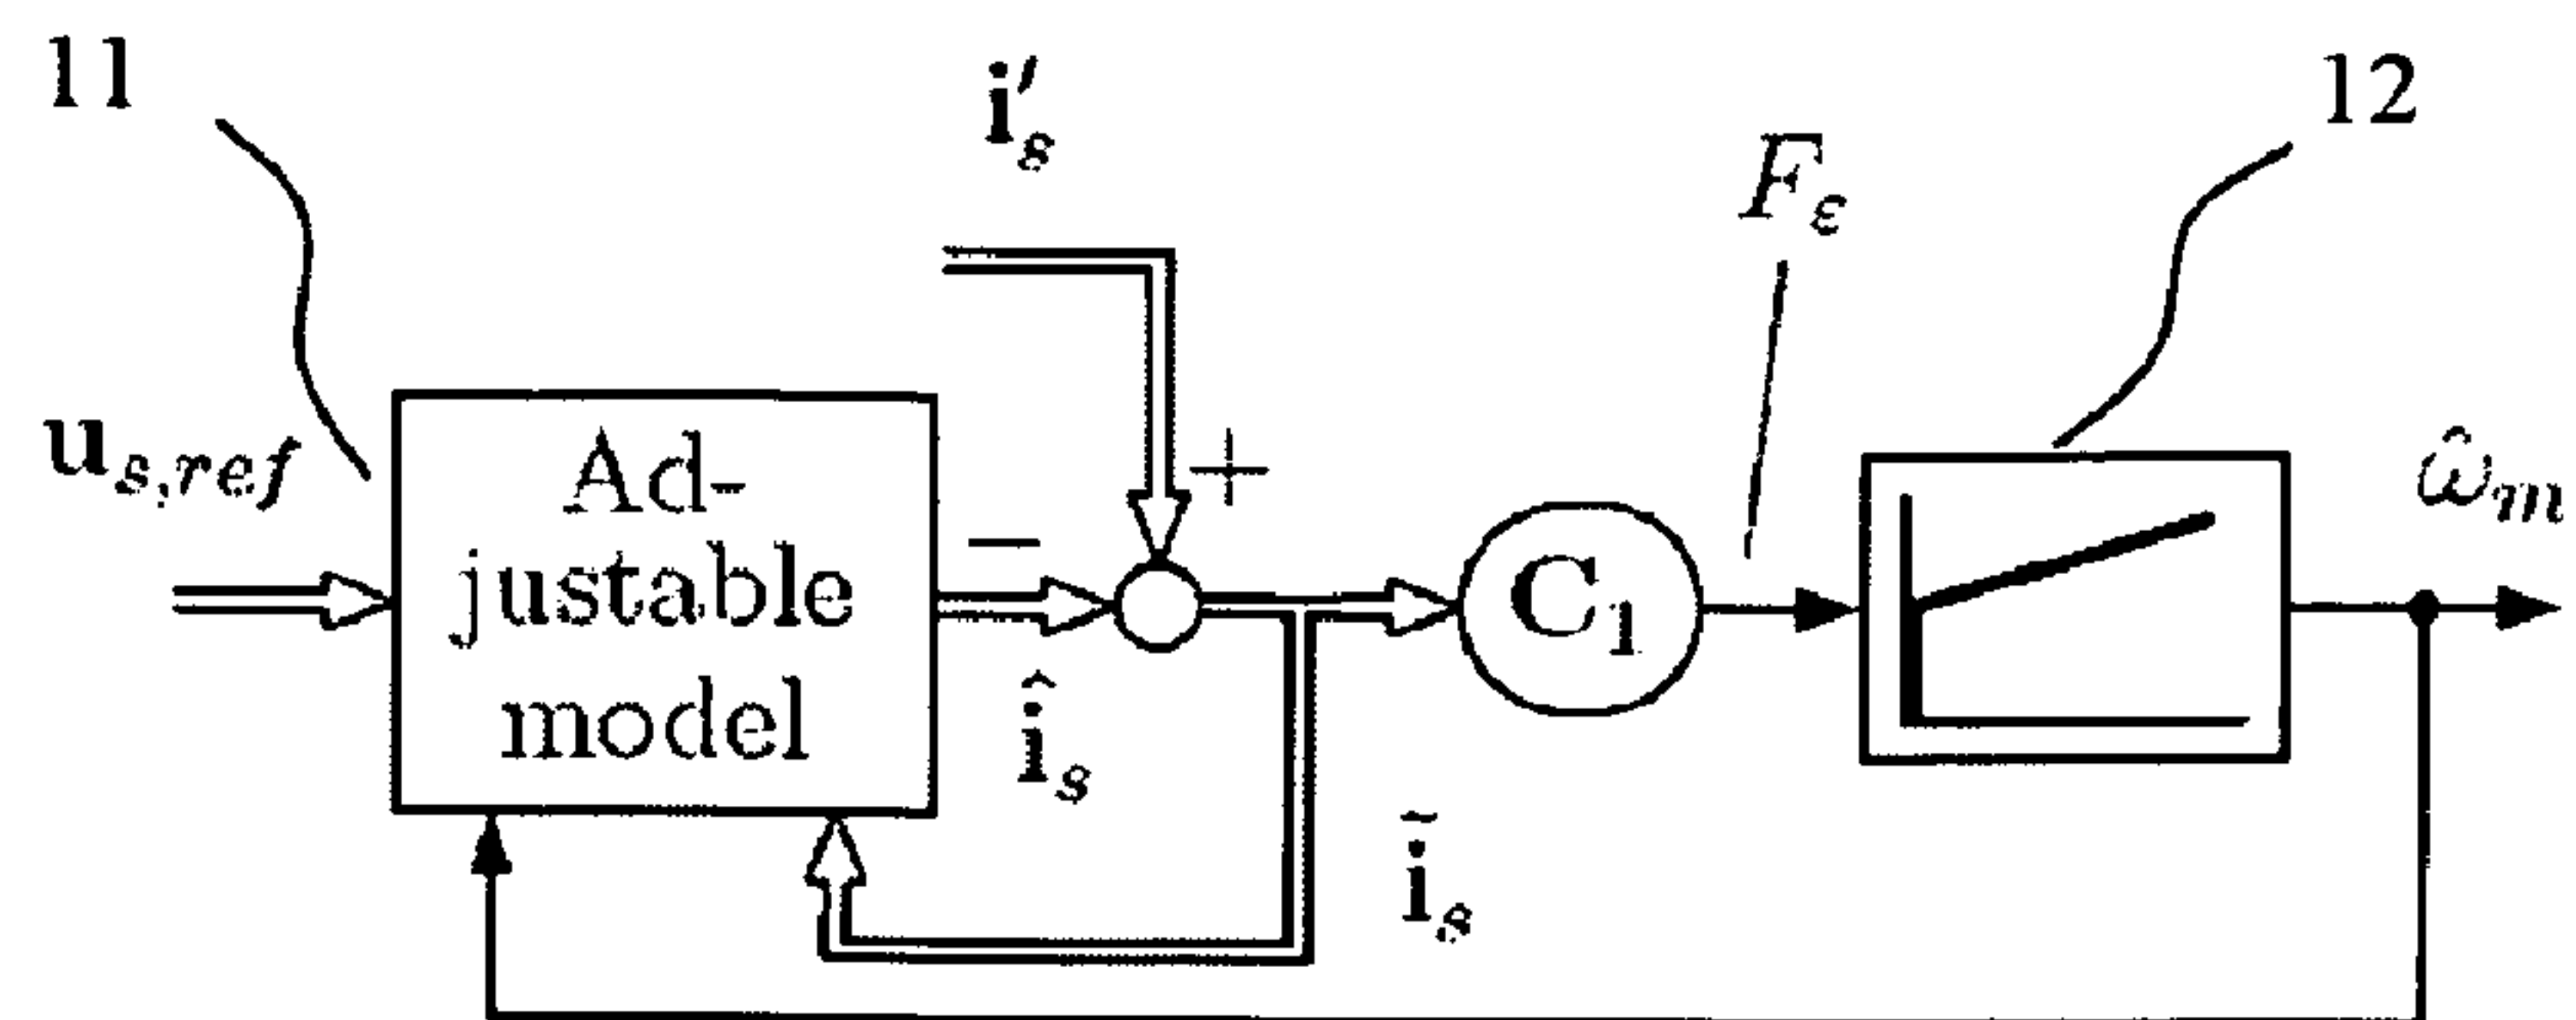 11
i′s
12
Fε
us,ref
+
Ad-
justable
model
−
îs
C1
ω̂m
ĩs